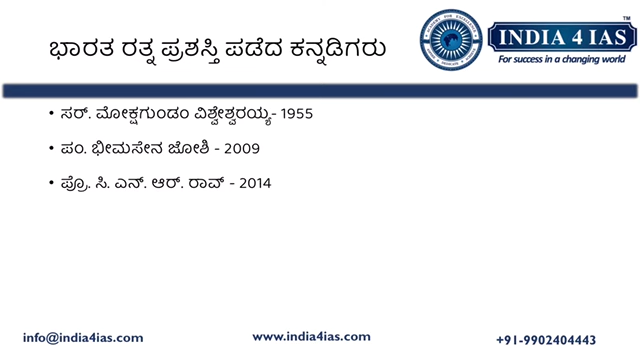 ಭಾರತ ರತ್ನ ಪ್ರಶಸ್ತಿ ಪಡೆದ ಕನ್ನಡಿಗರು
INDIA 4 IAS
TM
For success in a changing world
• ಸರ್. ಮೋಕ್ಷಗುಂಡಂ ವಿಶ್ವೇಶ್ವರಯ್ಯ- 1955
• ಪಂ. ಭೀಮಸೇನ ಜೋಶಿ - 2009
• ಪ್ರೊ. ಸಿ. ಎನ್. ಆರ್. ರಾವ್ - 2014
info@india4ias.com
www.india4ias.com
+91-9902404443